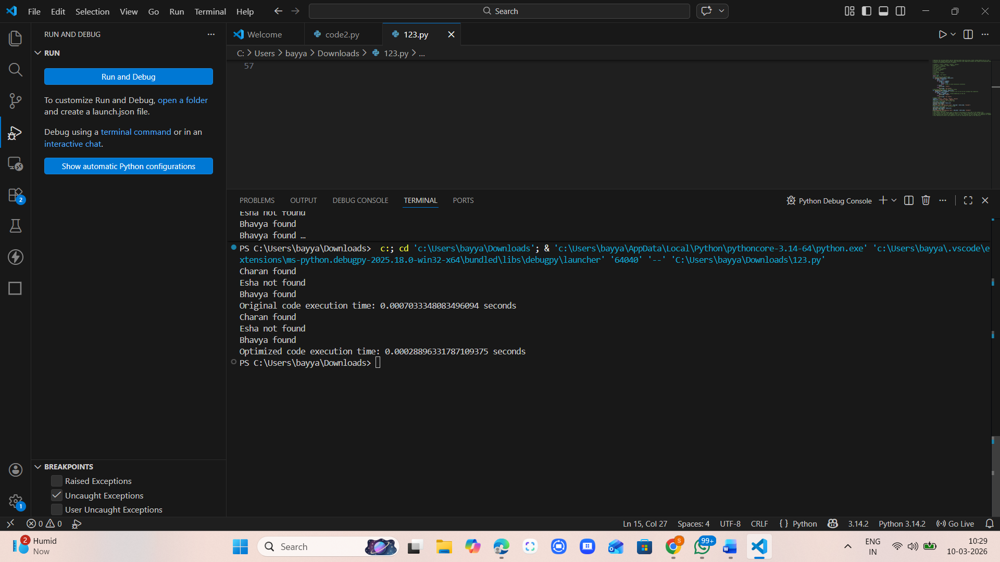 File Edit Selection View Go Run Terminal Help
Search
RUN AND DEBUG
RUN
Run and Debug
To customize Run and Debug, open a folder
and create a launch.json file.
Debug using a terminal command or in an
interactive chat.
Show automatic Python configurations
2
Welcome
code2.py
123.py
C: > Users > bayya > Downloads > 123.py > ...
57
PROBLEMS OUTPUT DEBUG CONSOLE TERMINAL PORTS
Python Debug Console
Esha not found
Bhavya found
Bhavya found …
PS C:\Users\bayya\Downloads>  c:; cd 'c:\Users\bayya\Downloads'; & 'c:\Users\bayya\AppData\Local\Python\pythoncore-3.14-64\python.exe' 'c:\Users\bayya\.vscode\e
xtensions\ms-python.debugpy-2025.18.0-win32-x64\bundled\libs\debugpy\launcher' '64040' '--' 'C:\Users\bayya\Downloads\123.py'
Charan found
Esha not found
Bhavya found
Original code execution time: 0.0007033348083496094 seconds
Charan found
Esha not found
Bhavya found
Optimized code execution time: 0.00028896331787109375 seconds
PS C:\Users\bayya\Downloads>
BREAKPOINTS
Raised Exceptions
Uncaught Exceptions
User Uncaught Exceptions
1
0 0
Ln 15, Col 27 Spaces: 4 UTF-8 CRLF { } Python 3.14.2 Python 3.14.2 Go Live
2
Humid
Now
Search
S
99+
ENG
IN
10:29
10-03-2026